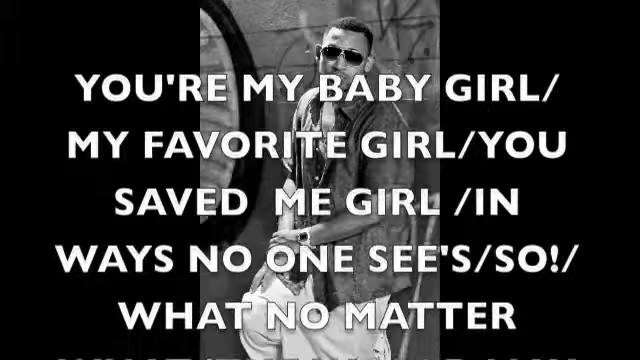 YOU'RE MY BABY GIRL/
MY FAVORITE GIRL/YOU
SAVED ME GIRL /IN
WAYS NO ONE SEE'S/SO!/
WHAT NO MATTER